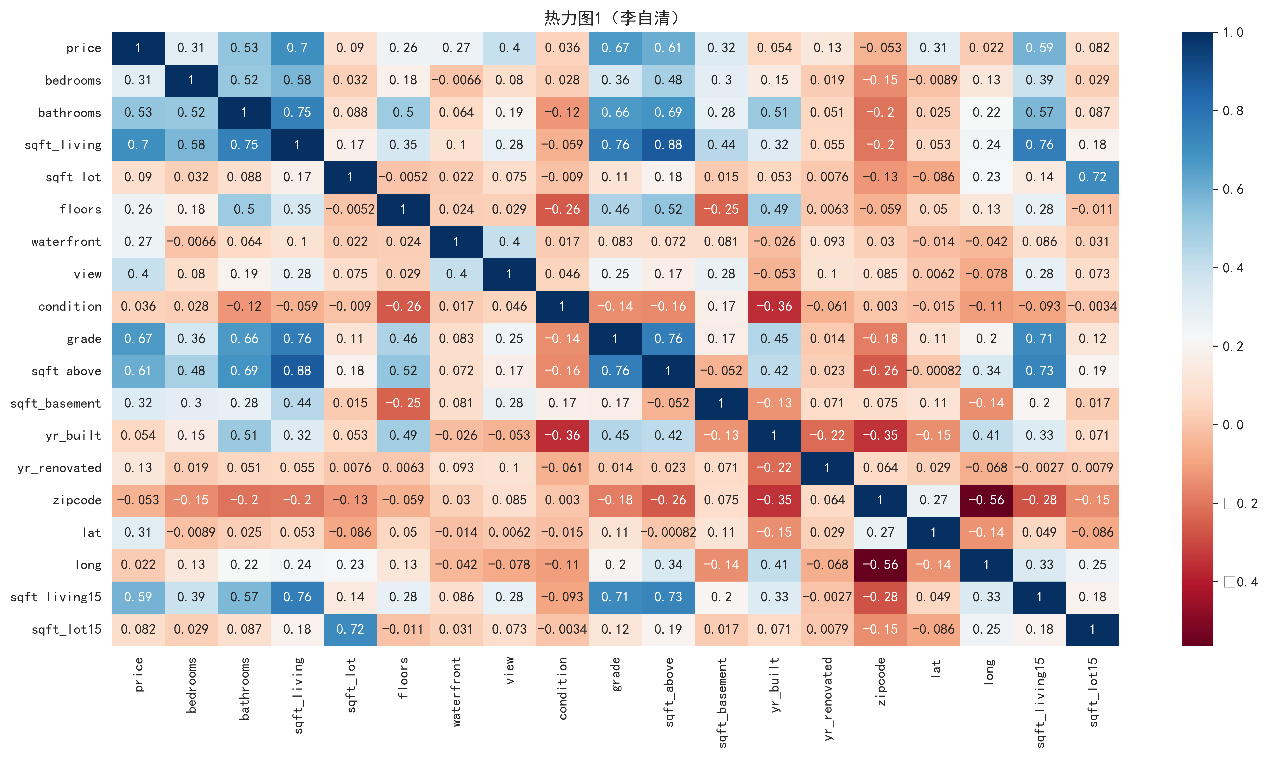 热力图1（李自清）
price 1 0.31 0.53 0.7 0.09 0.26 0.27 0.4 0.036 0.67 0.61 0.32 0.054 0.13 −0.053 0.31 0.022 0.59 0.082
bedrooms 0.31 1 0.52 0.58 0.032 0.18 −0.0066 0.08 0.028 0.36 0.48 0.3 0.15 0.019 −0.15 −0.0089 0.13 0.39 0.029
bathrooms 0.53 0.52 1 0.75 0.088 0.5 0.064 0.19 −0.12 0.66 0.69 0.28 0.51 0.051 −0.2 0.025 0.22 0.57 0.087
sqft_living 0.7 0.58 0.75 1 0.17 0.35 0.1 0.28 −0.059 0.76 0.88 0.44 0.32 0.055 −0.2 0.053 0.24 0.76 0.18
sqft lot 0.09 0.032 0.088 0.17 1 −0.0052 0.022 0.075 −0.009 0.11 0.18 0.015 0.053 0.0076 −0.13 −0.086 0.23 0.14 0.72
floors 0.26 0.18 0.5 0.35 −0.0052 1 0.024 0.029 −0.26 0.46 0.52 −0.25 0.49 0.0063 −0.059 0.05 0.13 0.28 −0.011
waterfront 0.27 −0.0066 0.064 0.1 0.022 0.024 1 0.4 0.017 0.083 0.072 0.081 −0.026 0.093 0.03 −0.014 −0.042 0.086 0.031
view 0.4 0.08 0.19 0.28 0.075 0.029 0.4 1 0.046 0.25 0.17 0.28 −0.053 0.1 0.085 0.0062 −0.078 0.28 0.073
condition 0.036 0.028 −0.12 −0.059 −0.009 −0.26 0.017 0.046 1 −0.14 −0.16 0.17 −0.36 −0.061 0.003 −0.015 −0.11 −0.093 −0.0034
grade 0.67 0.36 0.66 0.76 0.11 0.46 0.083 0.25 −0.14 1 0.76 0.17 0.45 0.014 −0.18 0.11 0.2 0.71 0.12
sqft above 0.61 0.48 0.69 0.88 0.18 0.52 0.072 0.17 −0.16 0.76 1 −0.052 0.42 0.023 −0.26 −0.00082 0.34 0.73 0.19
sqft_basement 0.32 0.3 0.28 0.44 0.015 −0.25 0.081 0.28 0.17 0.17 −0.052 1 −0.13 0.071 0.075 0.11 −0.14 0.2 0.017
yr_built 0.054 0.15 0.51 0.32 0.053 0.49 −0.026 −0.053 −0.36 0.45 0.42 −0.13 1 −0.22 −0.35 −0.15 0.41 0.33 0.071
yr_renovated 0.13 0.019 0.051 0.055 0.0076 0.0063 0.093 0.1 −0.061 0.014 0.023 0.071 −0.22 1 0.064 0.029 −0.068 −0.0027 0.0079
zipcode −0.053 −0.15 −0.2 −0.2 −0.13 −0.059 0.03 0.085 0.003 −0.18 −0.26 0.075 −0.35 0.064 1 0.27 −0.56 −0.28 −0.15
lat 0.31 −0.0089 0.025 0.053 −0.086 0.05 −0.014 0.0062 −0.015 0.11 −0.00082 0.11 −0.15 0.029 0.27 1 −0.14 0.049 −0.086
long 0.022 0.13 0.22 0.24 0.23 0.13 −0.042 −0.078 −0.11 0.2 0.34 −0.14 0.41 −0.068 −0.56 −0.14 1 0.33 0.25
sqft living15 0.59 0.39 0.57 0.76 0.14 0.28 0.086 0.28 −0.093 0.71 0.73 0.2 0.33 −0.0027 −0.28 0.049 0.33 1 0.18
sqft_lot15 0.082 0.029 0.087 0.18 0.72 −0.011 0.031 0.073 −0.0034 0.12 0.19 0.017 0.071 0.0079 −0.15 −0.086 0.25 0.18 1
price bedrooms bathrooms sqft_living sqft_lot floors waterfront view condition grade sqft_above sqft_basement yr_built yr_renovated zipcode lat long sqft_living15 sqft_lot15
1.0
0.8
0.6
0.4
0.2
0.0
□0.2
□0.4